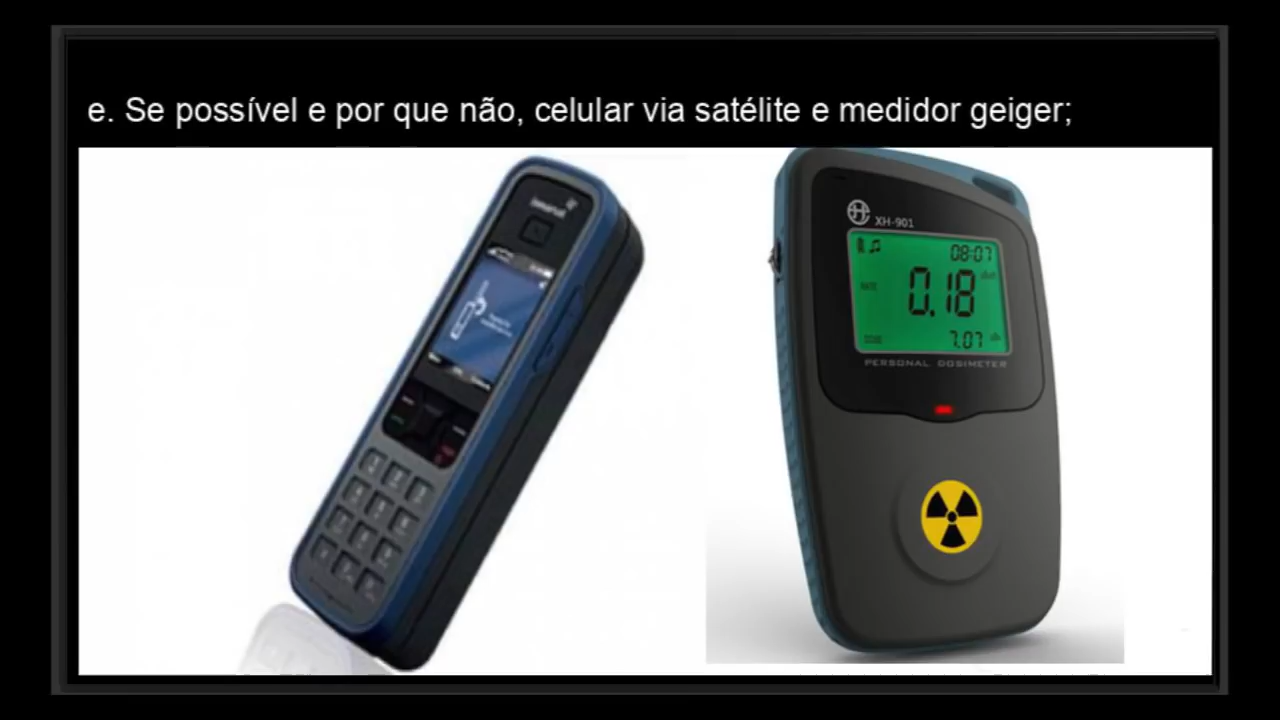 e. Se possível e por que não, celular via satélite e medidor geiger;
XH-901
08:07
RATE
0.18
7.07
PERSONAL DOSIMETER